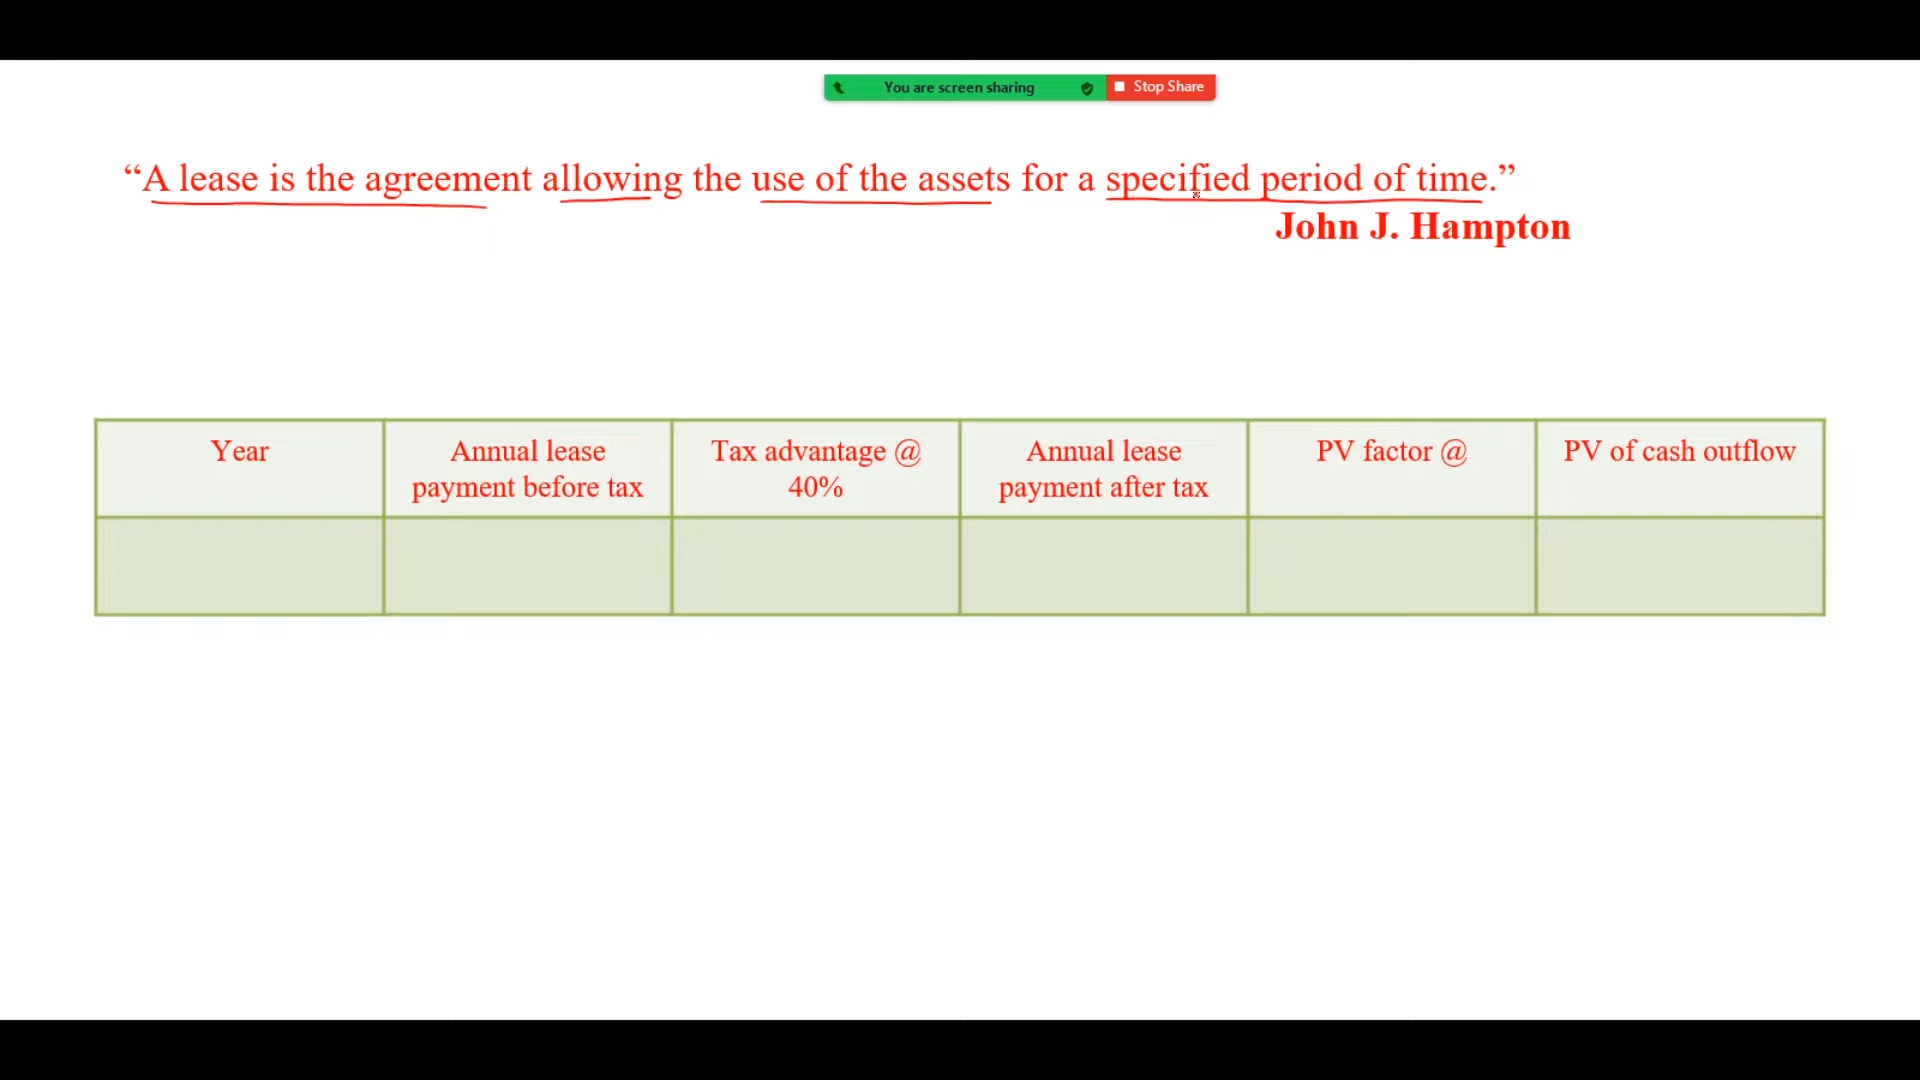 You are screen sharing
Stop Share
“A lease is the agreement allowing the use of the assets for a specified period of time.”
John J. Hampton
Year
Annual lease
payment before tax
Tax advantage @
40%
Annual lease
payment after tax
PV factor @
PV of cash outflow